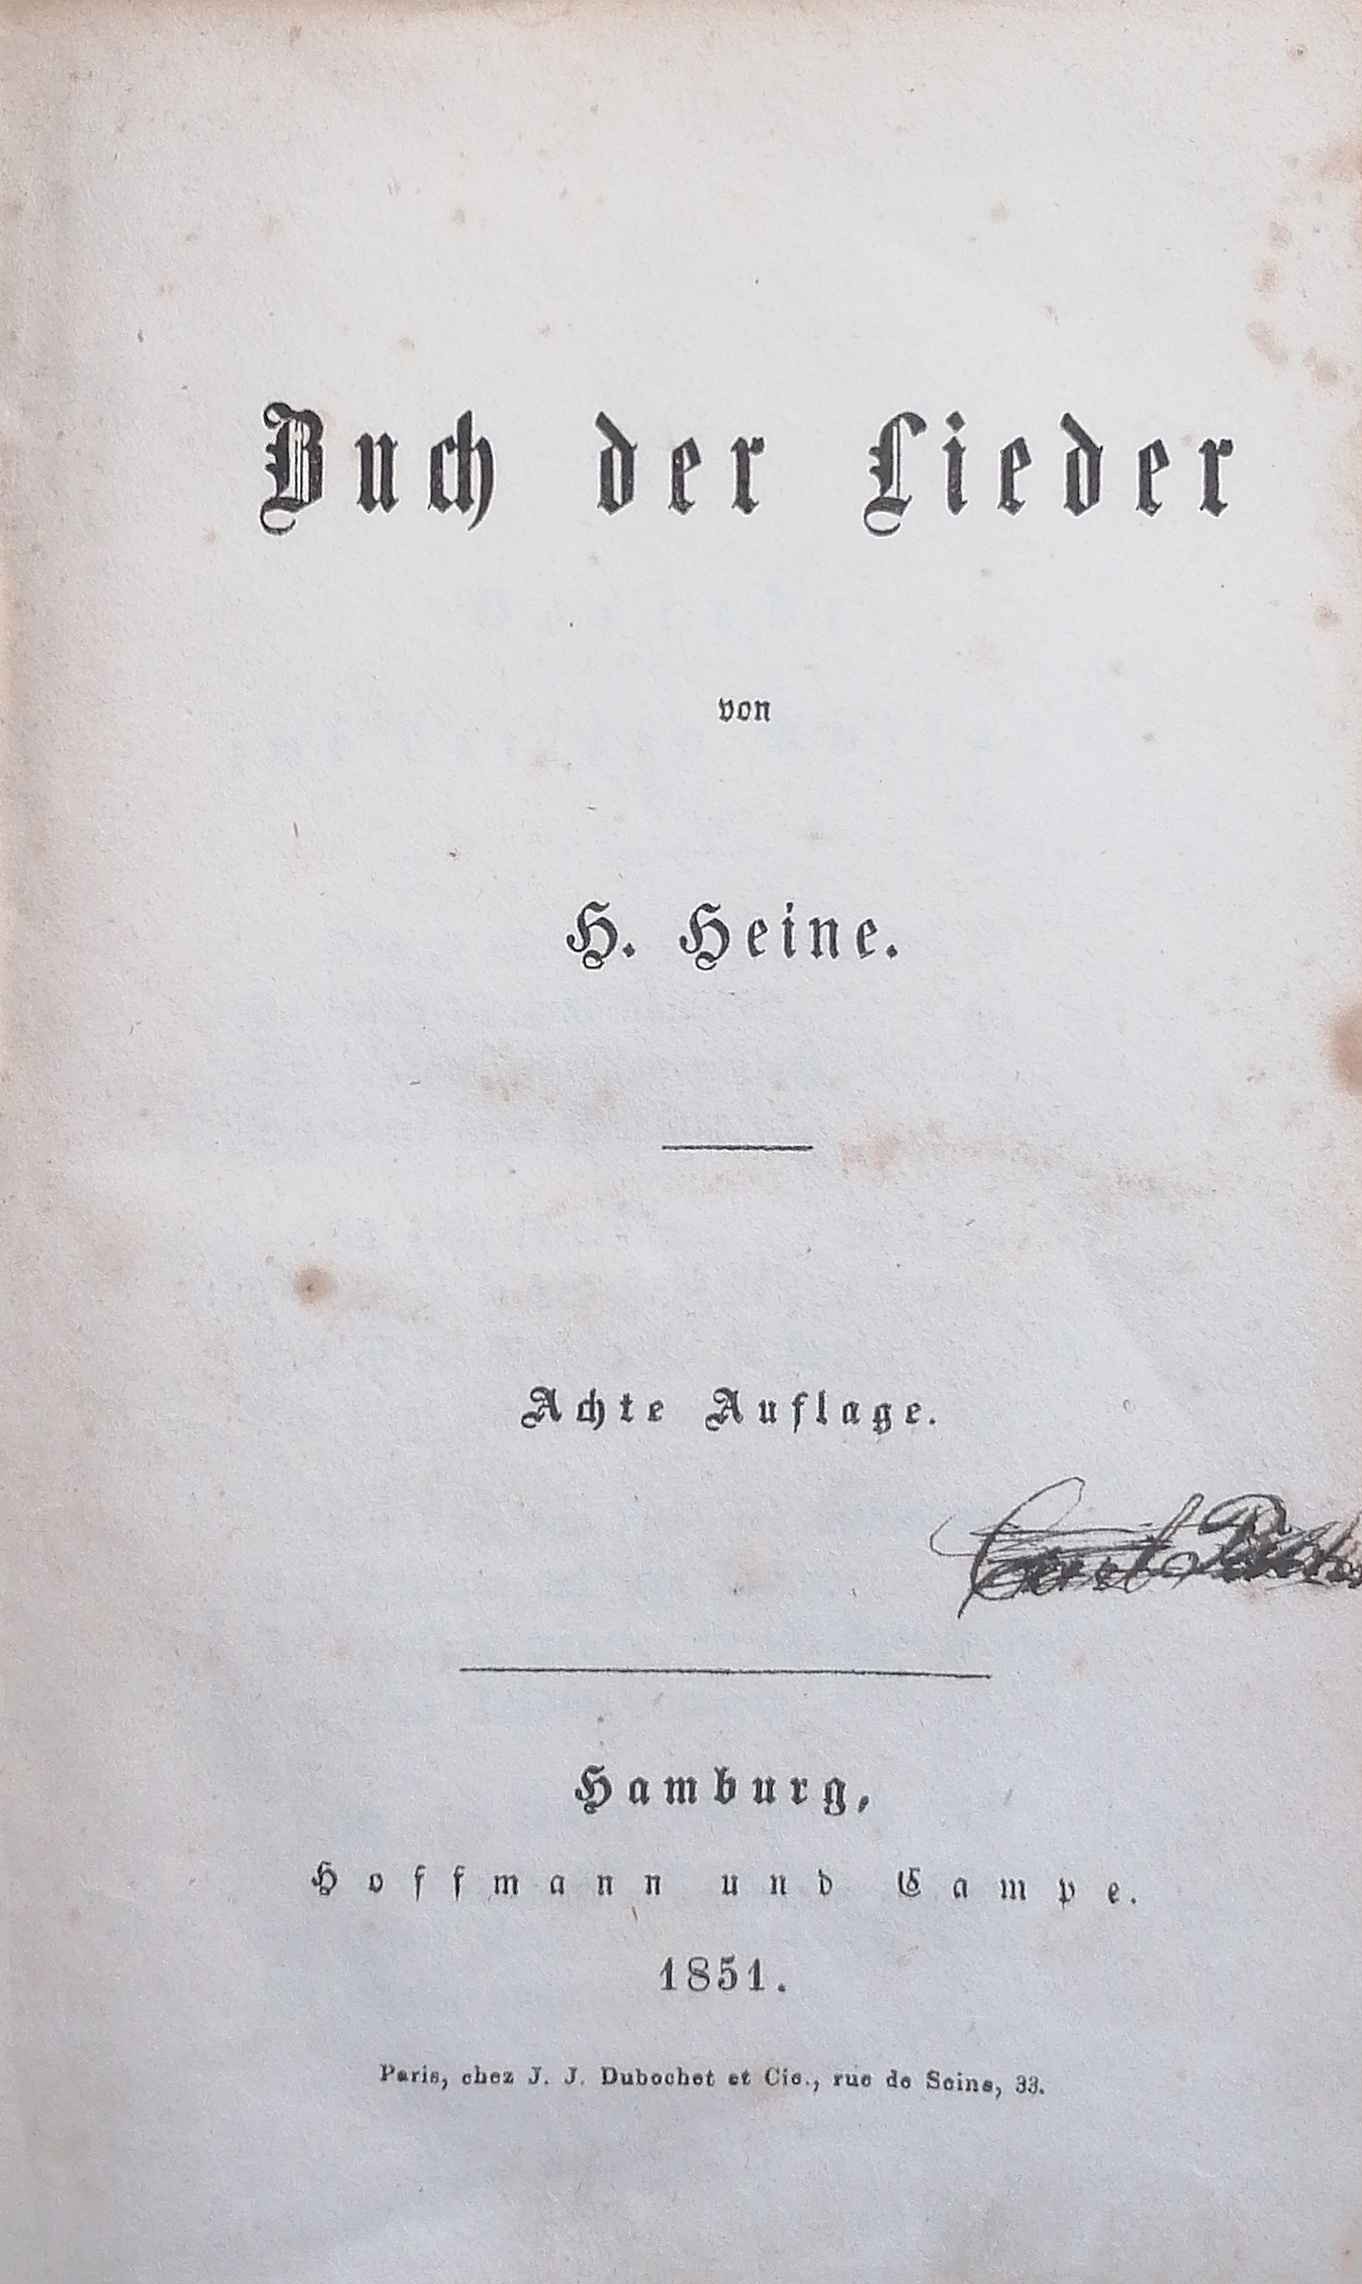 Buch der Lieder
von
H. Heine.
Achte Auflage.
Hamburg,
Hoffmann und Campe.
1851.
Paris, chez J. J. Dubochet et Cie., rue de Seine, 33.